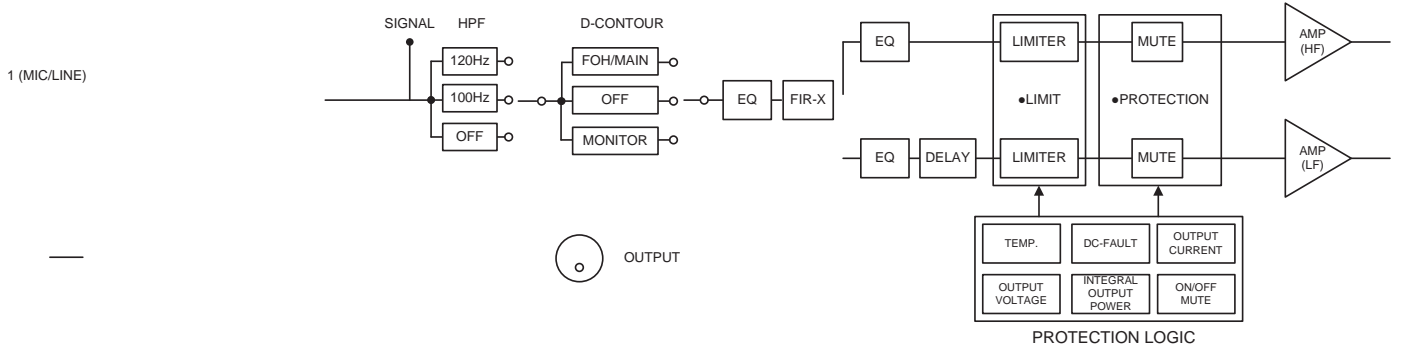 SIGNAL HPF D-CONTOUR
1 (MIC/LINE)
120Hz
100Hz
OFF
FOH/MAIN
OFF
MONITOR
EQ
FIR-X
EQ
LIMITER
MUTE
AMP
(HF)
●LIMIT
●PROTECTION
EQ
DELAY
LIMITER
MUTE
AMP
(LF)
OUTPUT
TEMP.
DC-FAULT
OUTPUT
CURRENT
OUTPUT
VOLTAGE
INTEGRAL
OUTPUT
POWER
ON/OFF
MUTE
PROTECTION LOGIC